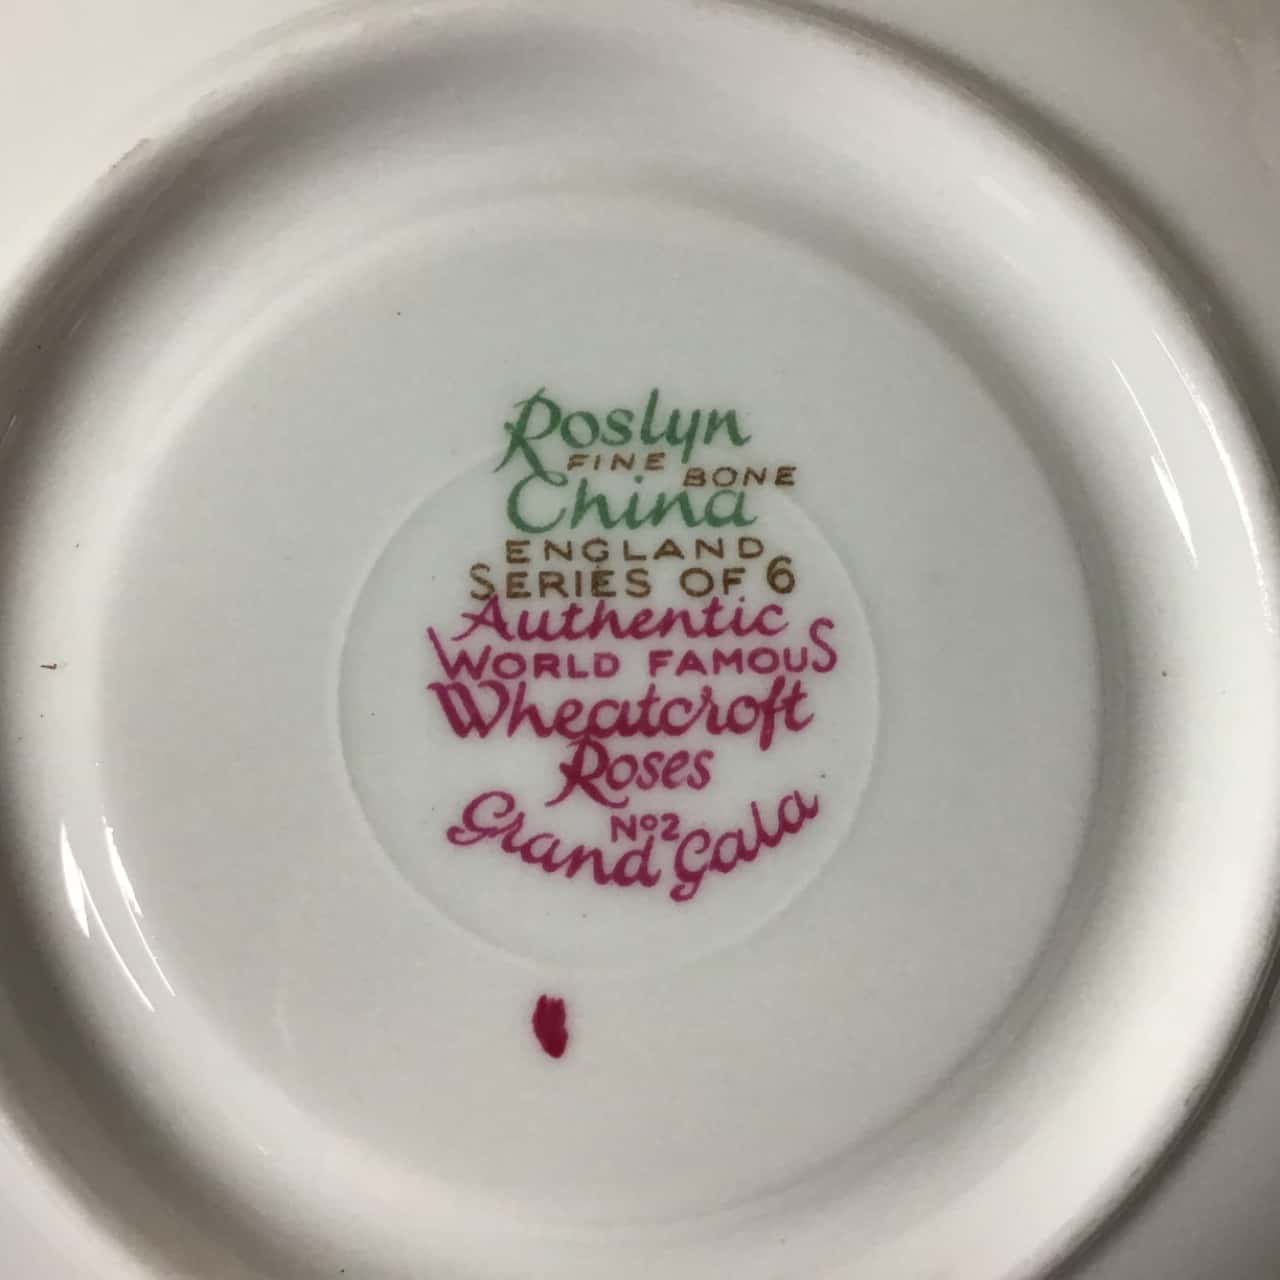 Roslyn
FINE BONE
China
ENGLAND
SERIES OF 6
Authentic
WORLD FAMOUS
Wheatcroft
Roses
Nº2
Grand Gala